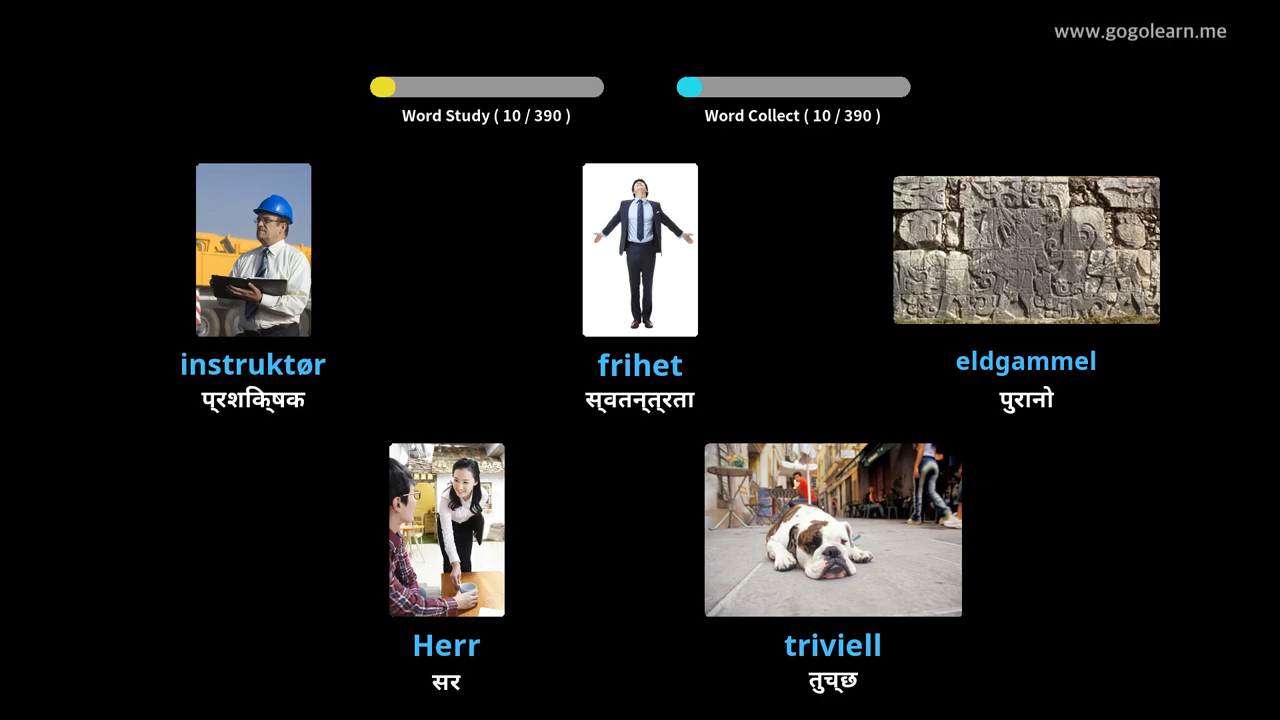 www.gogolearn.me
Word Study ( 10 / 390 )
Word Collect ( 10 / 390 )
instruktør
प्रशिक्षक
frihet
स्वतन्त्रता
eldgammel
पुरानो
Herr
सर
triviell
तुच्छ